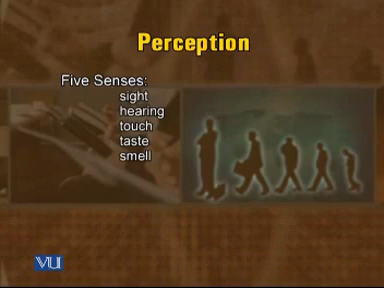 Perception
Five Senses:
sight
hearing
touch
taste
smell
VU